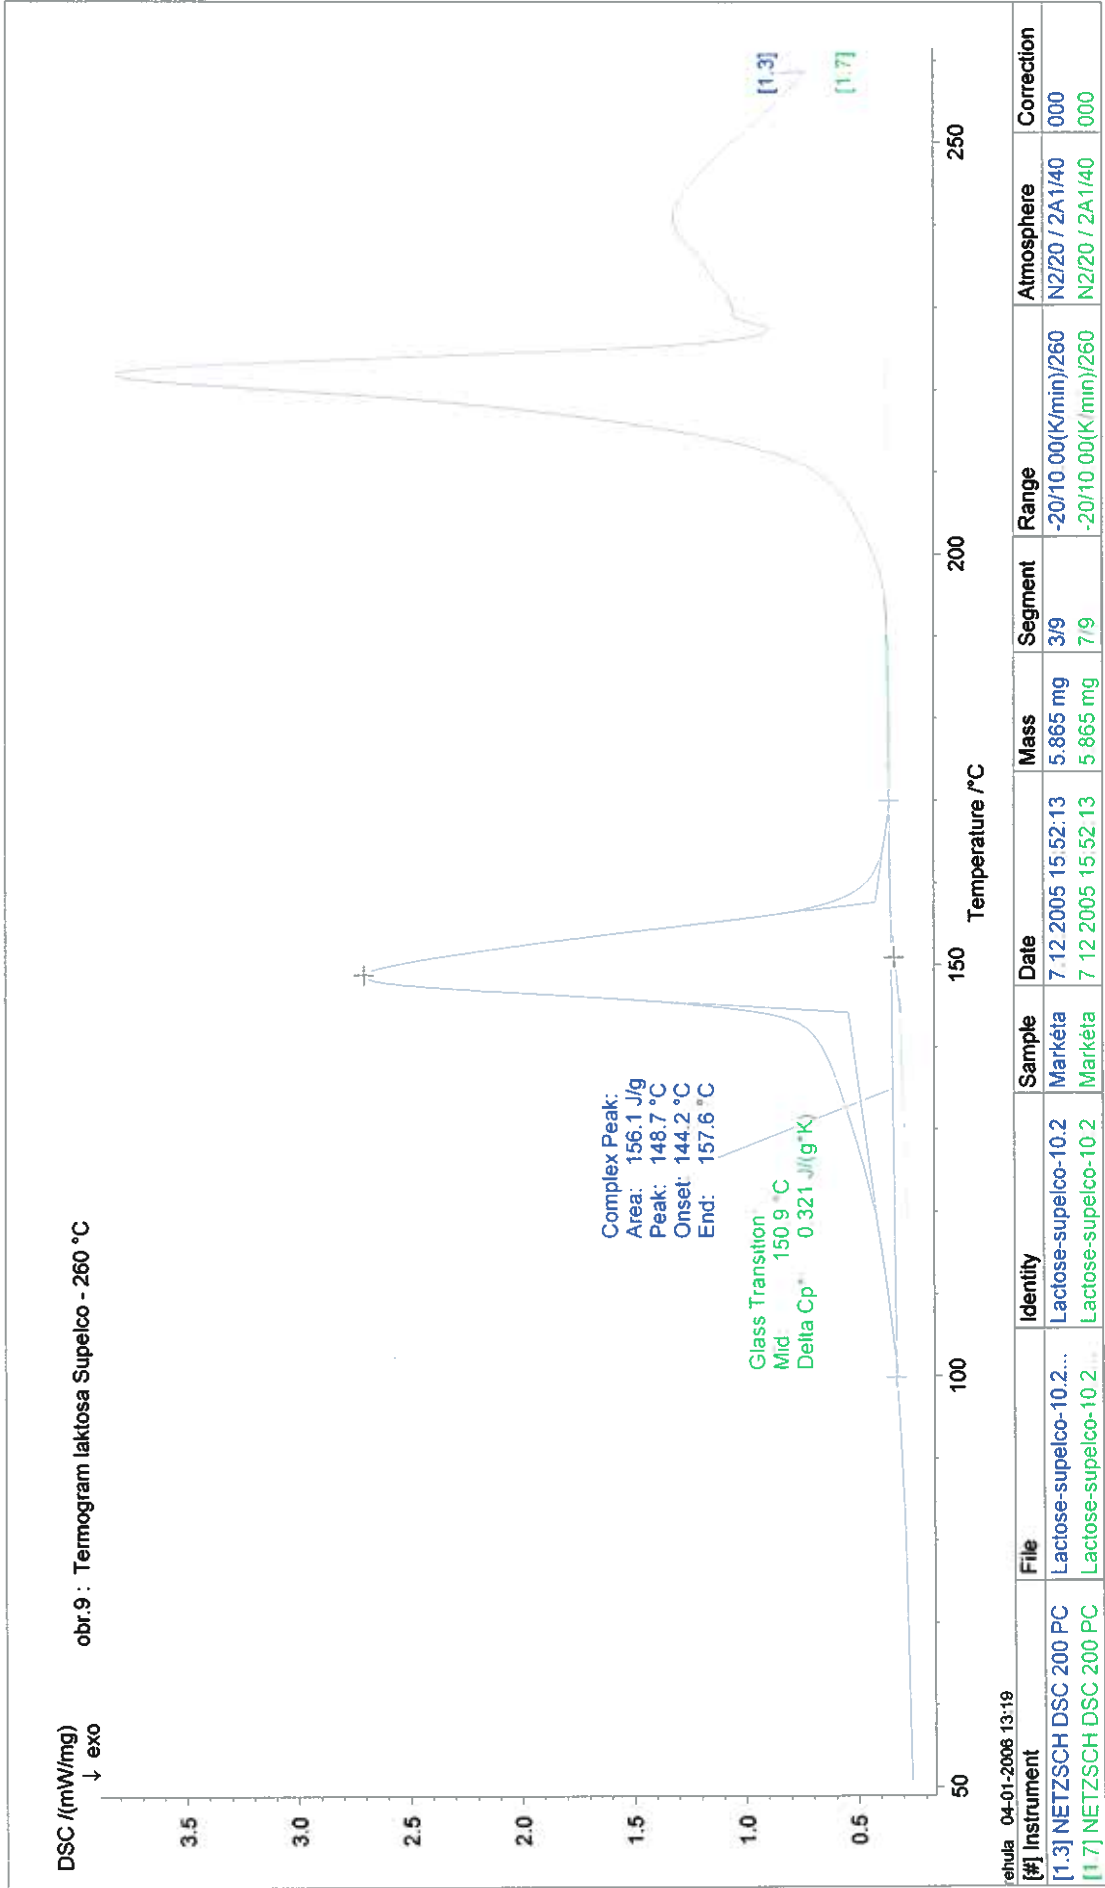 DSC /(mW/mg)
↓ exo
obr.9 : Termogram laktosa Supelco - 260 °C
3.5
3.0
2.5
2.0
1.5
1.0
0.5
Complex Peak:
Area: 156.1 J/g
Peak: 148.7 °C
Onset: 144.2 °C
End: 157.6 °C
Glass Transition
Mid 150 9 °C
Delta Cp* 0.321 J/(g*K)
[1.3]
[1.7]
50 100 150 200 250
Temperature /°C
rehula 04-01-2006 13:19
[#] Instrument File Identity Sample Date Mass Segment Range Atmosphere Correction
[1.3] NETZSCH DSC 200 PC Lactose-supelco-10.2... Lactose-supelco-10.2 Markéta 7.12.2005 15:52:13 5.865 mg 3/9 -20/10.00(K/min)/260 N2/20 / 2A1/40 000
[1 7] NETZSCH DSC 200 PC Lactose-supelco-10 2... Lactose-supelco-10 2 Markéta 7 12 2005 15:52:13 5 865 mg 7/9 -20/10 00(K/min)/260 N2/20 / 2A1/40 000